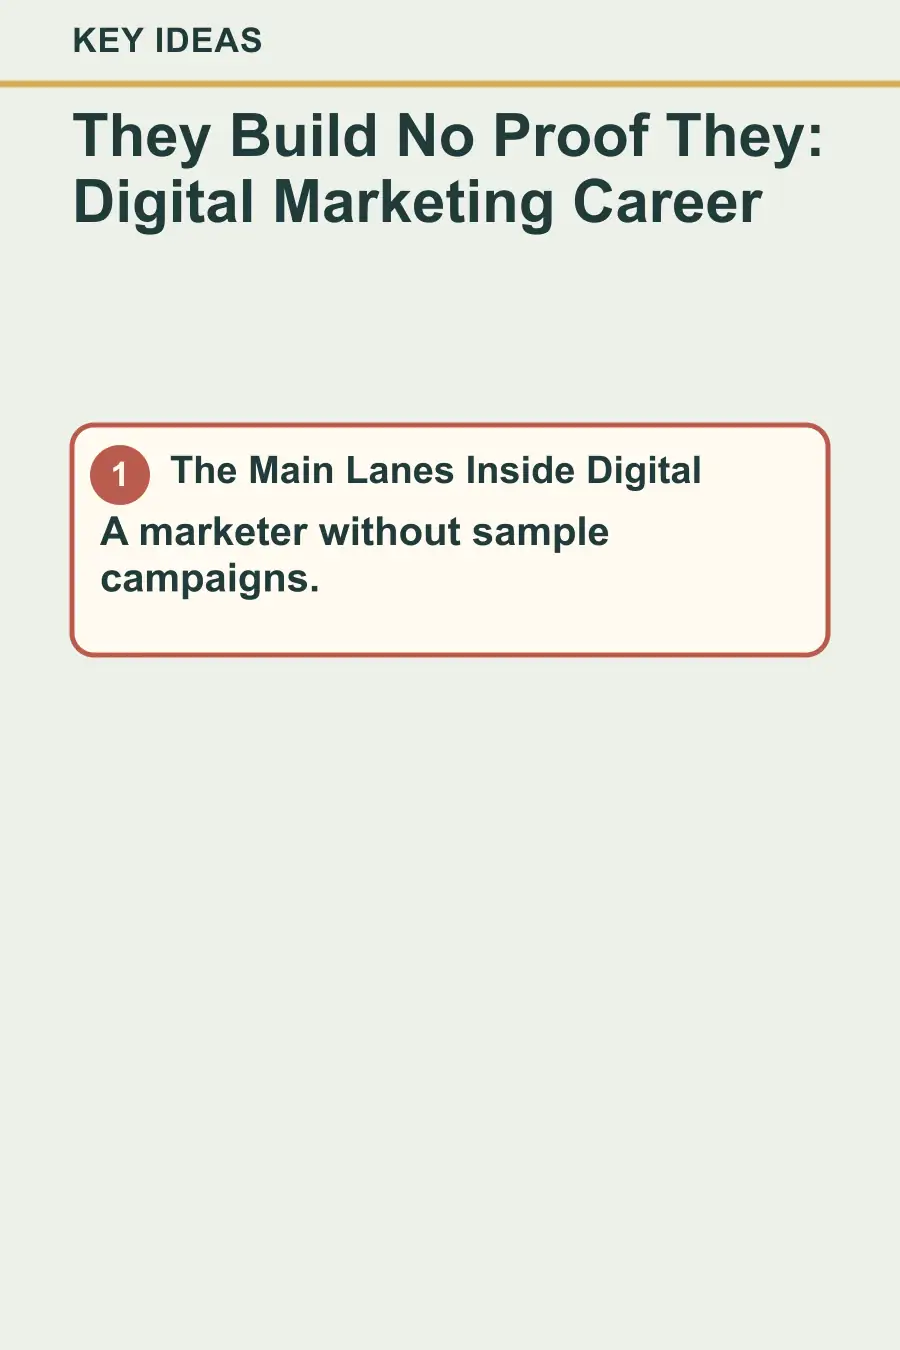 KEY IDEAS
They Build No Proof They:
Digital Marketing Career
1 The Main Lanes Inside Digital
A marketer without sample
campaigns.